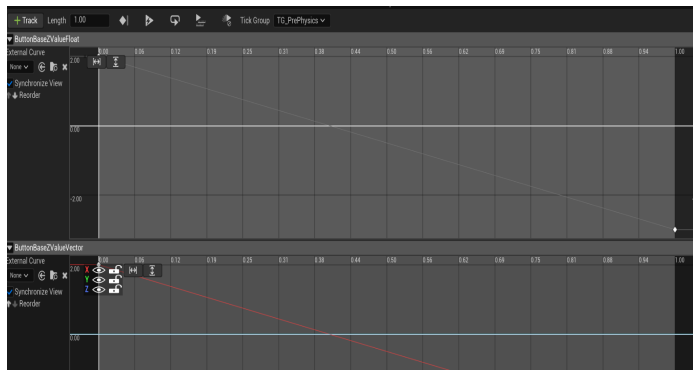 + Track Length 1.00 Tick Group TG_PrePhysics
ButtonBaseZValueFloat
External Curve 0.00 0.06 0.12 0.19 0.25 0.31 0.38 0.44 0.50 0.56 0.62 0.69 0.75 0.81 0.88 0.94 1.00
2.00
None
Synchronize View
Reorder
0.00
-2.00
ButtonBaseZValueVector
External Curve 0.00 0.06 0.12 0.19 0.25 0.31 0.38 0.44 0.50 0.56 0.62 0.69 0.75 0.81 0.88 0.94 1.00
2.00 X
None
Y
Synchronize View Z
Reorder
0.00